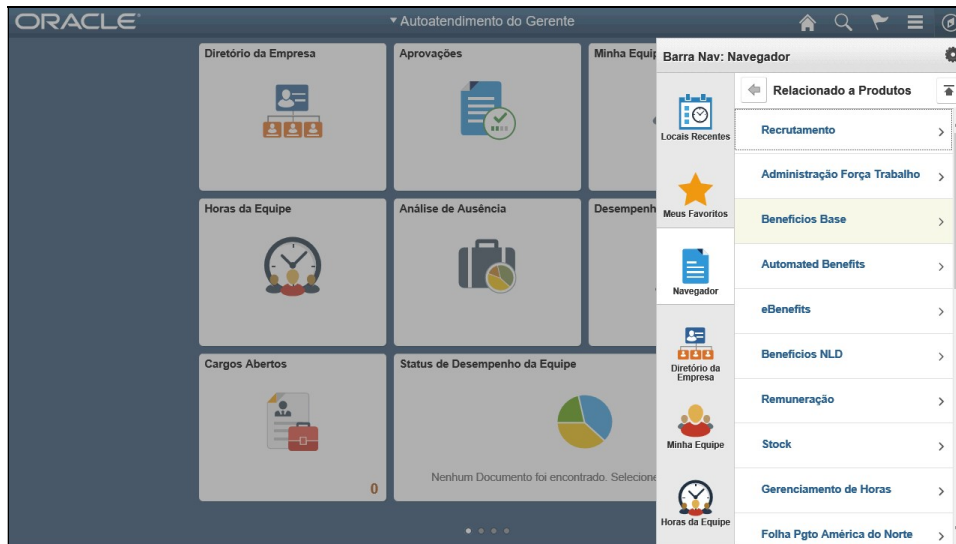 ORACLE
Autoatendimento do Gerente
Diretório da Empresa
Aprovações
Minha Equip
Horas da Equipe
Análise de Ausência
Desempenh
Cargos Abertos
0
Status de Desempenho da Equipe
Nenhum Documento foi encontrado. Selecione
Barra Nav: Navegador
Locais Recentes
Meus Favoritos
Navegador
Diretório da
Empresa
Minha Equipe
Horas da Equipe
Relacionado a Produtos
Recrutamento
Administração Força Trabalho
Beneficios Base
Automated Benefits
eBenefits
Beneficios NLD
Remuneração
Stock
Gerenciamento de Horas
Folha Pgto América do Norte